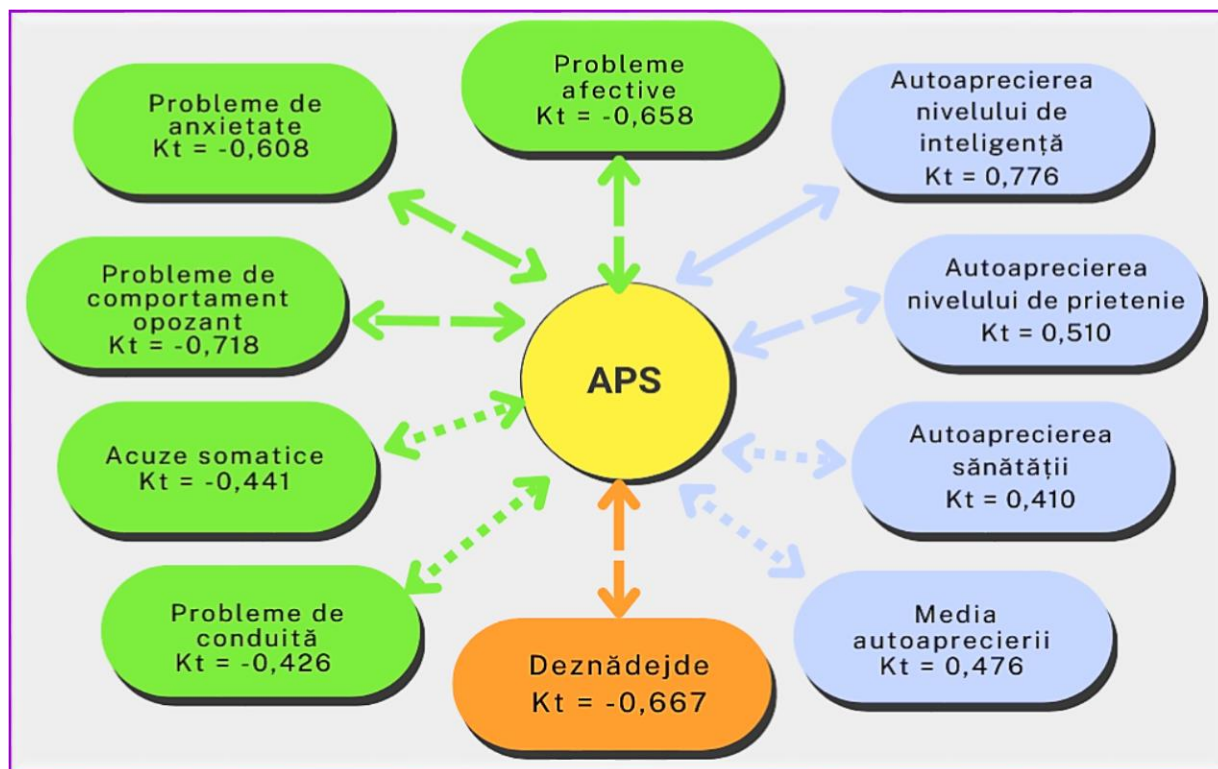 Probleme
afective
Kt = -0,658
Probleme de
anxietate
Kt = -0,608
Autoaprecierea
nivelului de
inteligență
Kt = 0,776
Probleme de
comportament
opozant
Kt = -0,718
Autoaprecierea
nivelului de prietenie
Kt = 0,510
APS
Acuze somatice
Kt = -0,441
Autoaprecierea
sănătății
Kt = 0,410
Probleme de
conduită
Kt = -0,426
Deznădejde
Kt = -0,667
Media
autoaprecierii
Kt = 0,476